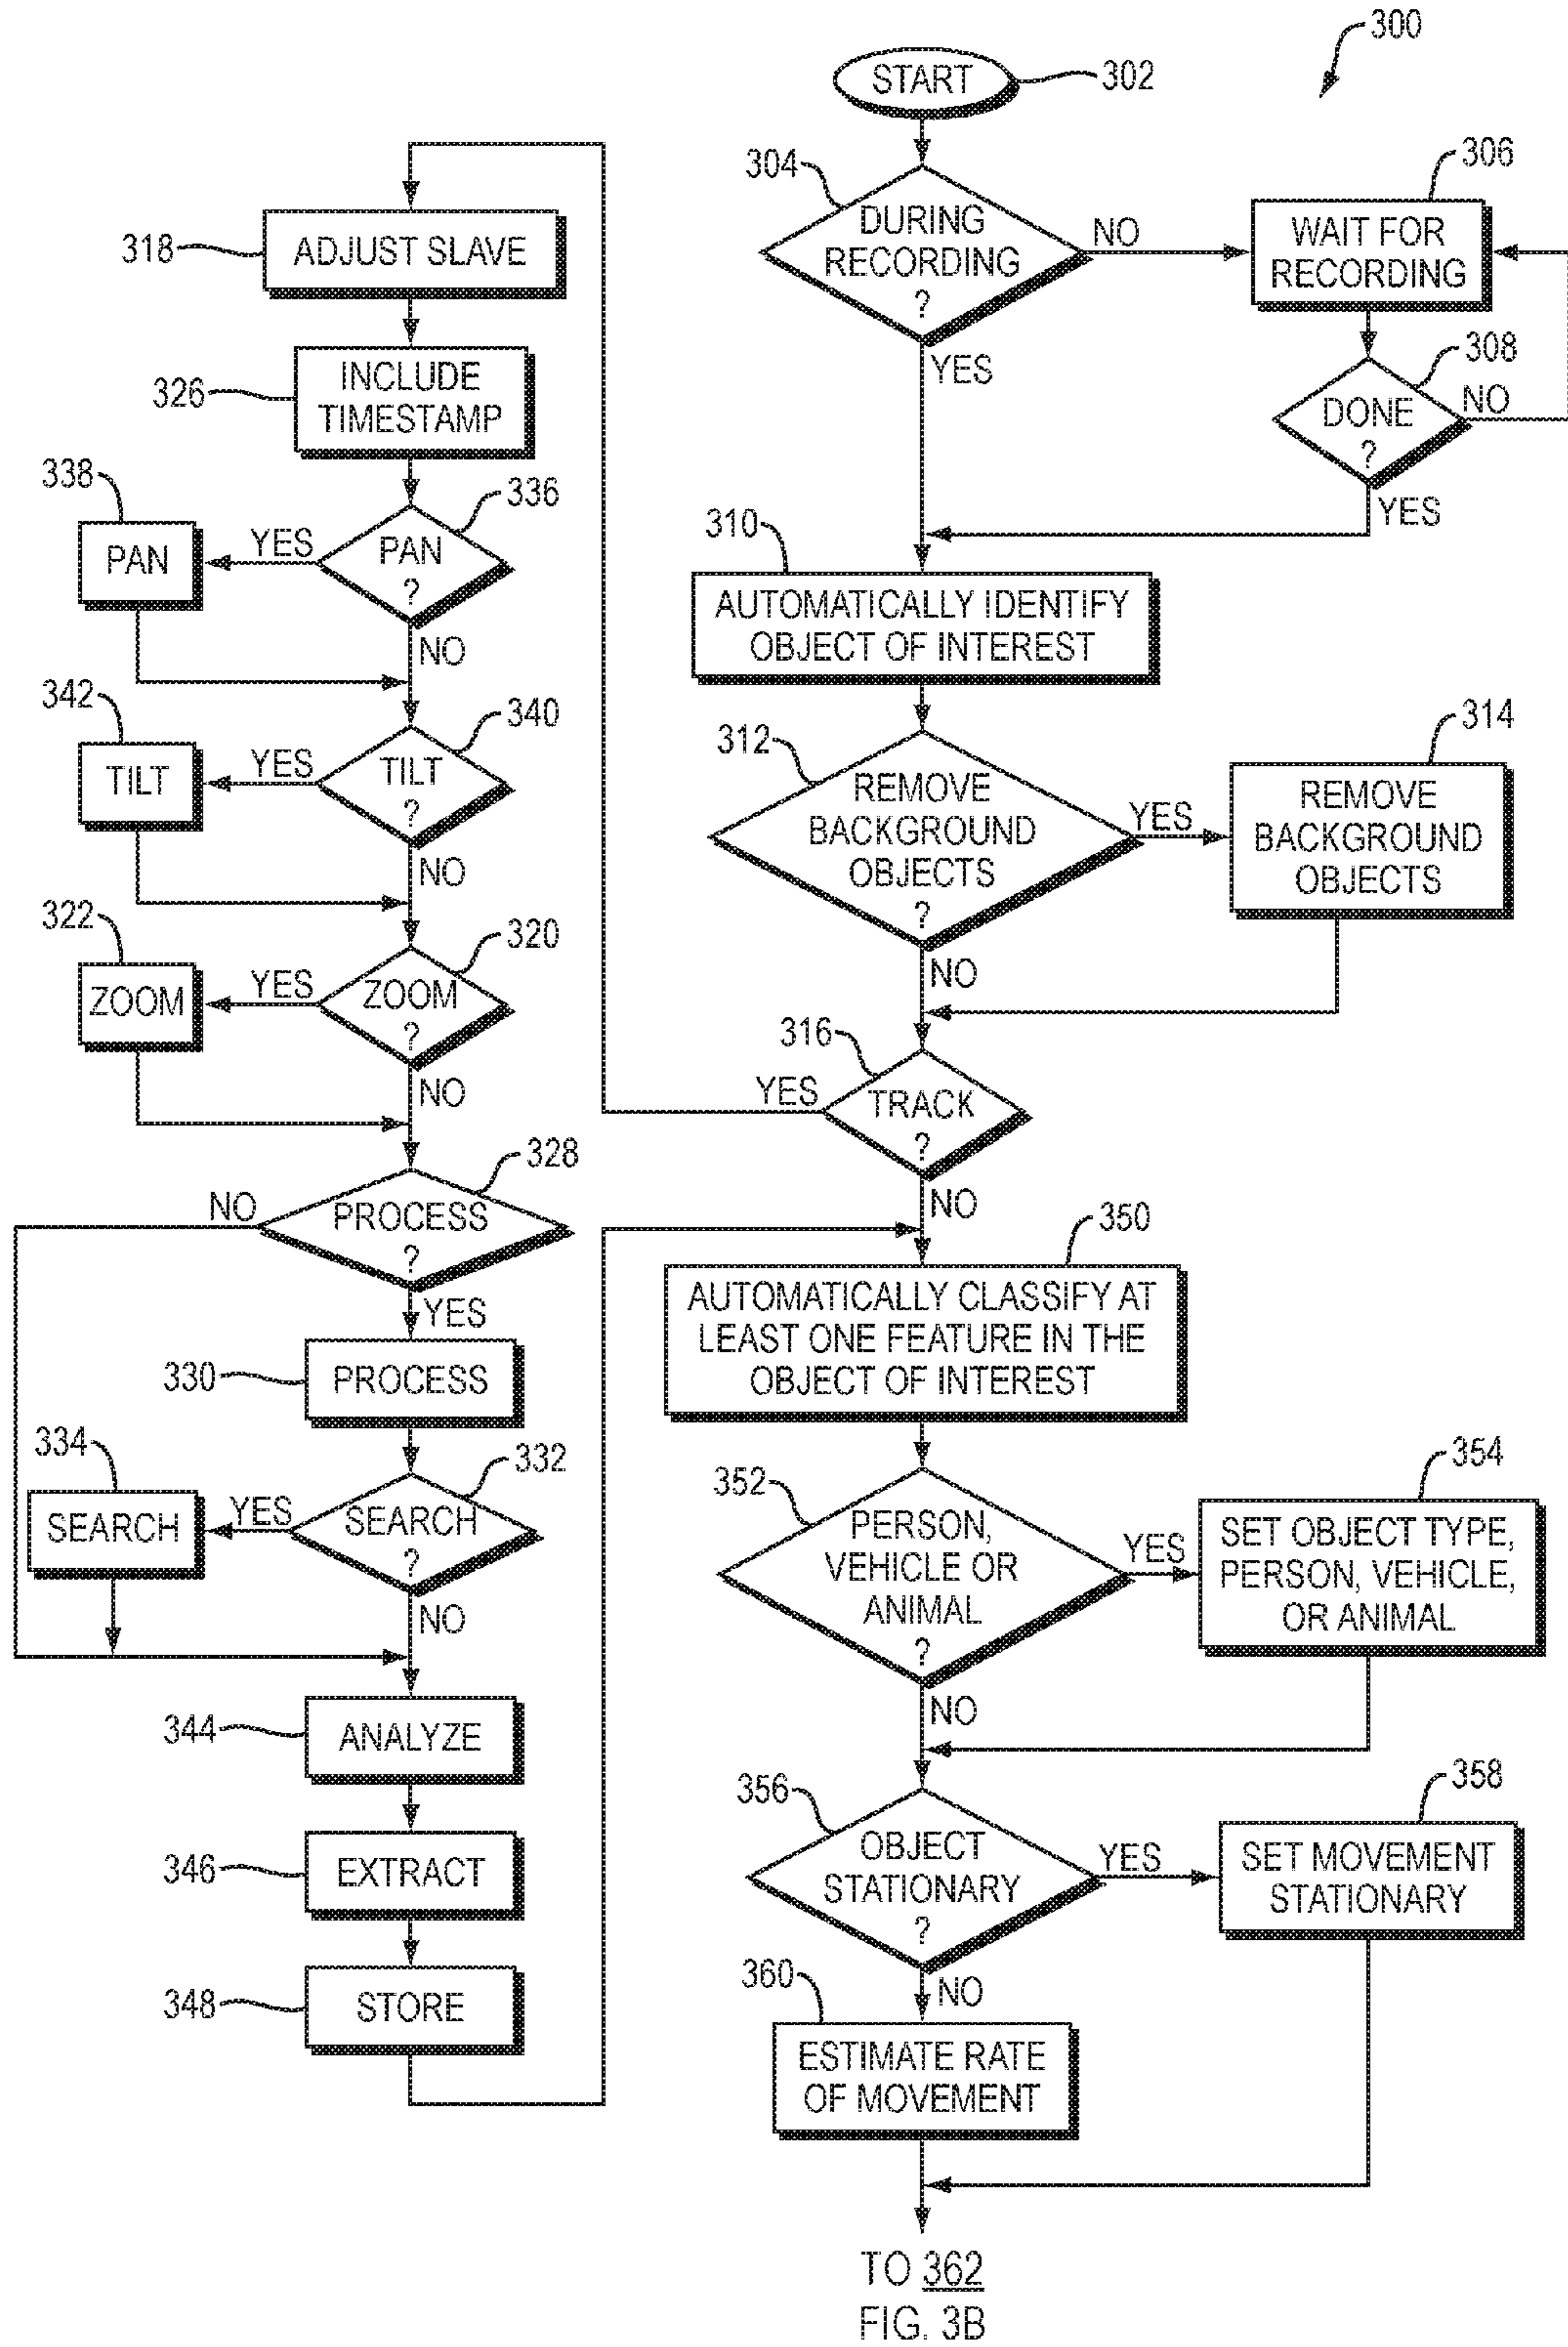 300
START
302
304
DURING
RECORDING
?
NO
YES
306
WAIT FOR
RECORDING
308
DONE
?
NO
YES
310
AUTOMATICALLY IDENTIFY
OBJECT OF INTEREST
312
REMOVE
BACKGROUND
OBJECTS
?
YES
NO
314
REMOVE
BACKGROUND
OBJECTS
316
TRACK
?
YES
NO
318
ADJUST SLAVE
326
INCLUDE
TIMESTAMP
336
PAN
?
YES
NO
338
PAN
340
TILT
?
YES
NO
342
TILT
320
ZOOM
?
YES
NO
322
ZOOM
328
PROCESS
?
NO
YES
330
PROCESS
332
SEARCH
?
YES
NO
334
SEARCH
344
ANALYZE
346
EXTRACT
348
STORE
350
AUTOMATICALLY CLASSIFY AT
LEAST ONE FEATURE IN THE
OBJECT OF INTEREST
352
PERSON,
VEHICLE OR
ANIMAL
?
YES
NO
354
SET OBJECT TYPE,
PERSON, VEHICLE,
OR ANIMAL
356
OBJECT
STATIONARY
?
YES
NO
358
SET MOVEMENT
STATIONARY
360
ESTIMATE RATE
OF MOVEMENT
TO 362
FIG. 3B